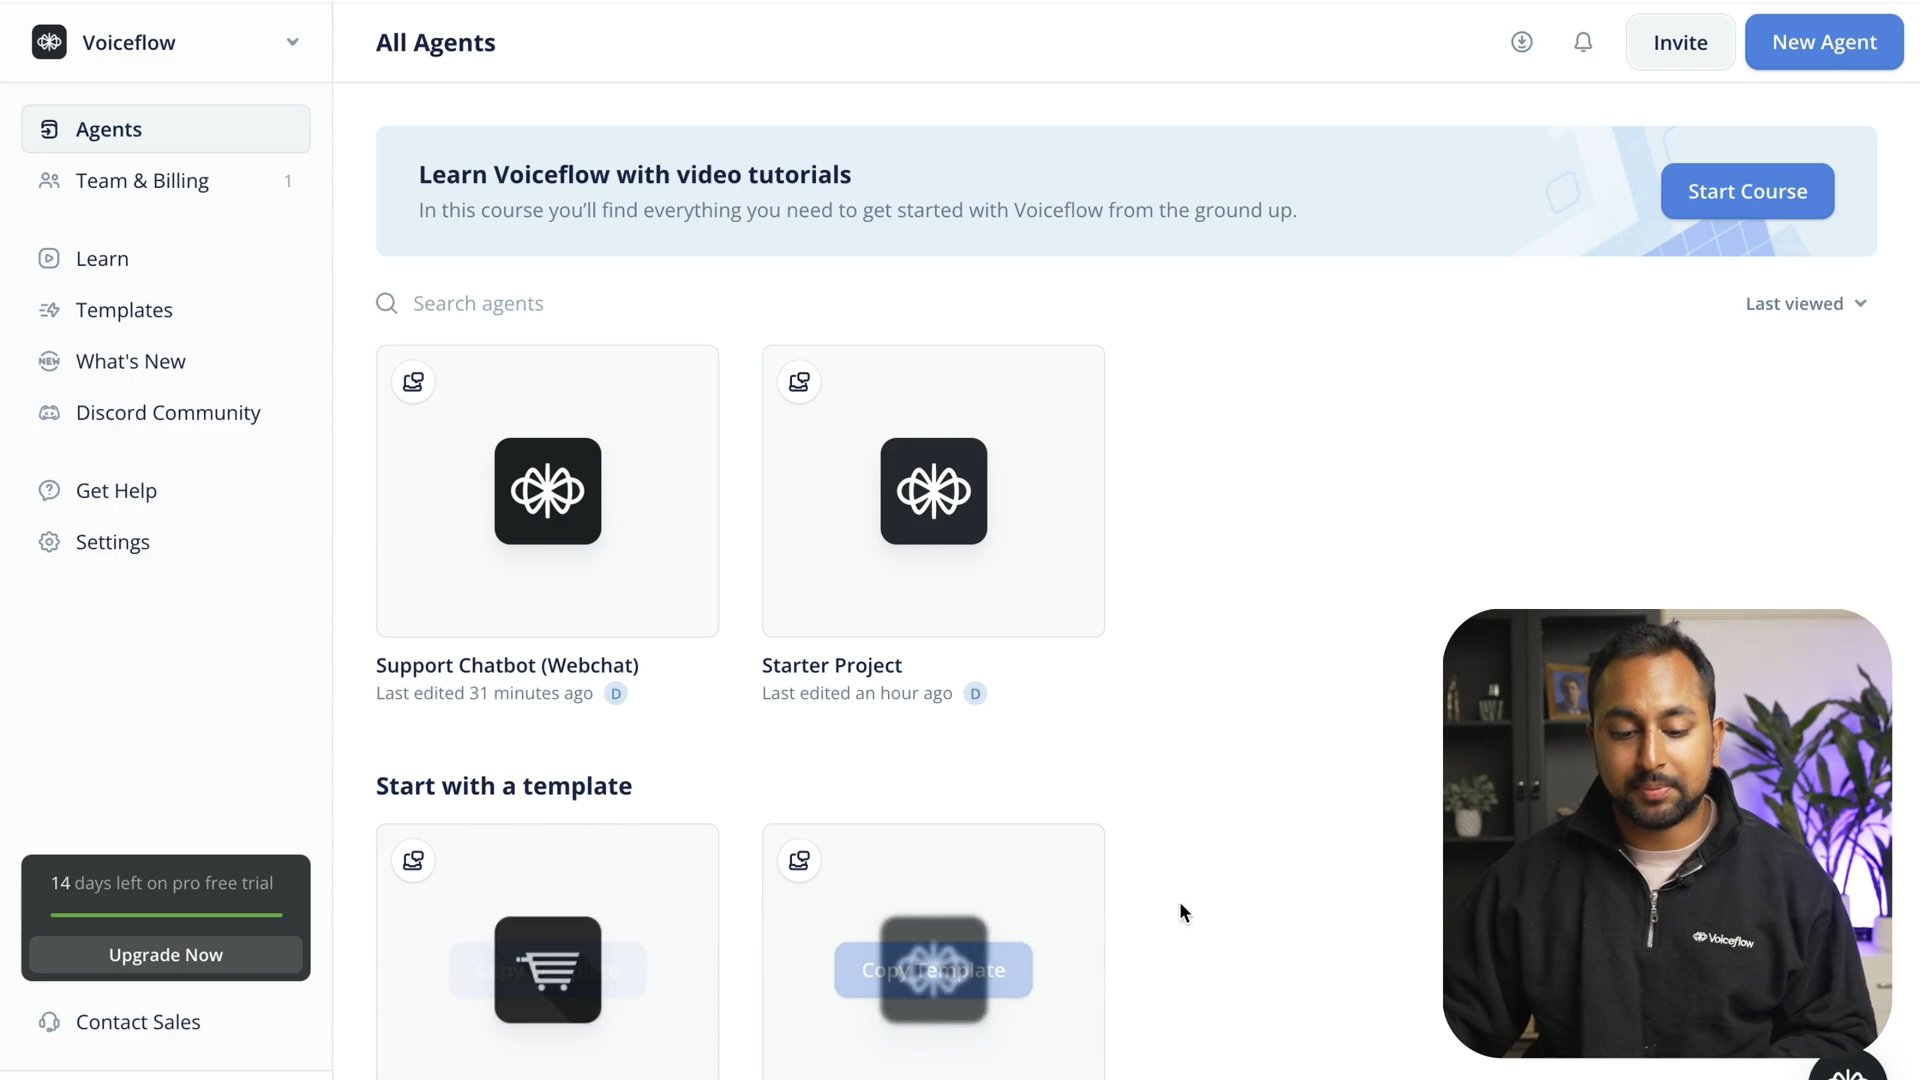 Voiceflow
All Agents
Invite
New Agent
Agents
Team & Billing 1
Learn
Templates
NEW What's New
Discord Community
Get Help
Settings
14 days left on pro free trial
Upgrade Now
Contact Sales
Learn Voiceflow with video tutorials
In this course you’ll find everything you need to get started with Voiceflow from the ground up.
Start Course
Search agents
Last viewed
Support Chatbot (Webchat)
Last edited 31 minutes ago D
Starter Project
Last edited an hour ago D
Start with a template
Copy Template
Voiceflow